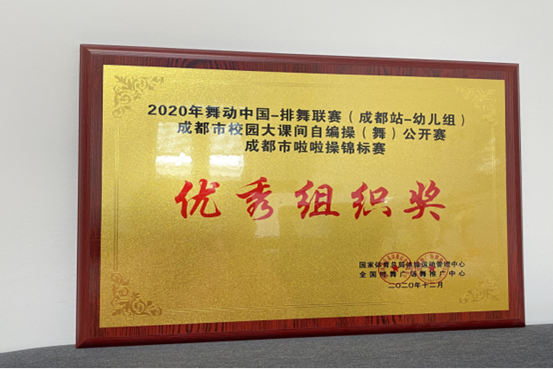 2020年舞动中国-排舞联赛（成都站-幼儿组）
成都市校园大课间自编操（舞）公开赛
成都市啦啦操锦标赛
优秀组织奖
国家体育总局体操运动管理中心
全国排舞广场舞推广中心
二〇二〇年十二月